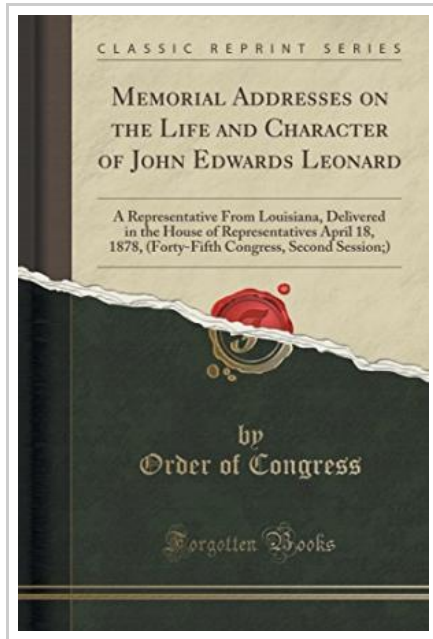 CLASSIC REPRINT SERIES
MEMORIAL ADDRESSES ON
THE LIFE AND CHARACTER
OF JOHN EDWARDS LEONARD
A Representative From Louisiana, Delivered
in the House of Representatives April 18,
1878, (Forty-Fifth Congress, Second Session;)
by
Order of Congress
Forgotten Books